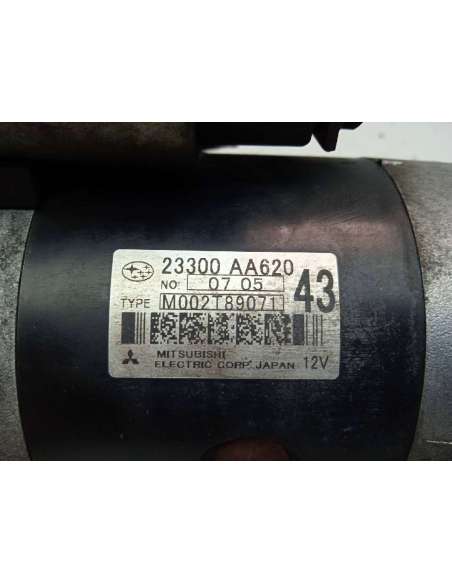 23300 AA620
NO: 07 05 43
TYPE M002T89071
MITSUBISHI
ELECTRIC CORP. JAPAN 12V